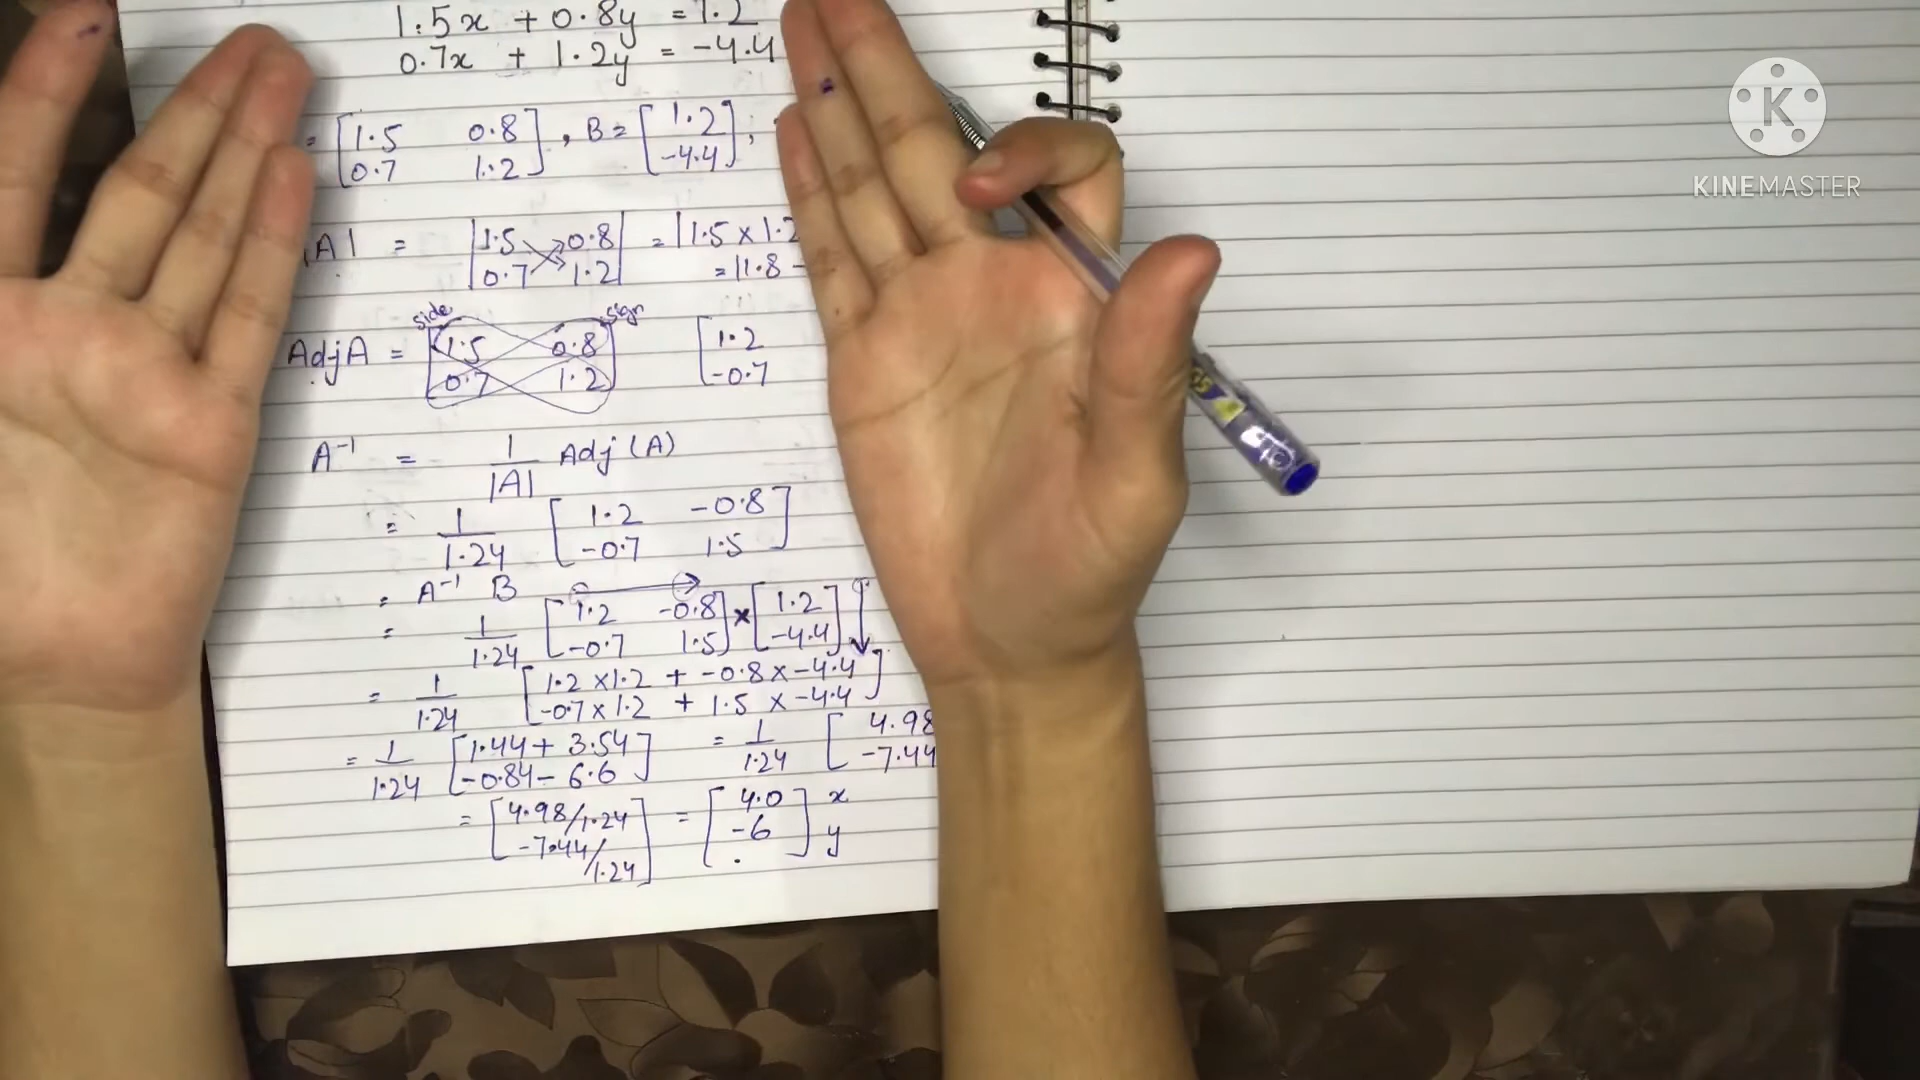 1.5x + 0.8y = 1.2
0.7x + 1.2y = -4.4
= [1.5 0.8 , B = [1.2 ;
0.7 1.2] -4.4]
|A| = |1.5 0.8| = |1.5 × 1.2
0.7 1.2 = |1.8 -
side sign
AdjA = [1.5 0.8] [1.2
0.7 1.2 -0.7
A⁻¹ = 1/|A| Adj (A)
= 1/1.24 [1.2 -0.8]
-0.7 1.5
= A⁻¹ B
= 1/1.24 [1.2 -0.8] × [1.2]
-0.7 1.5 -4.4
= 1/1.24 [1.2 ×1.2 + -0.8 × -4.4]
-0.7 × 1.2 + 1.5 × -4.4
= 1/1.24 [1.44 + 3.54] = 1/1.24 [4.98
-0.84 - 6.6 -7.44
= [4.98/1.24] = [4.0] x
-7.44/1.24 -6 y
K
KINEMASTER